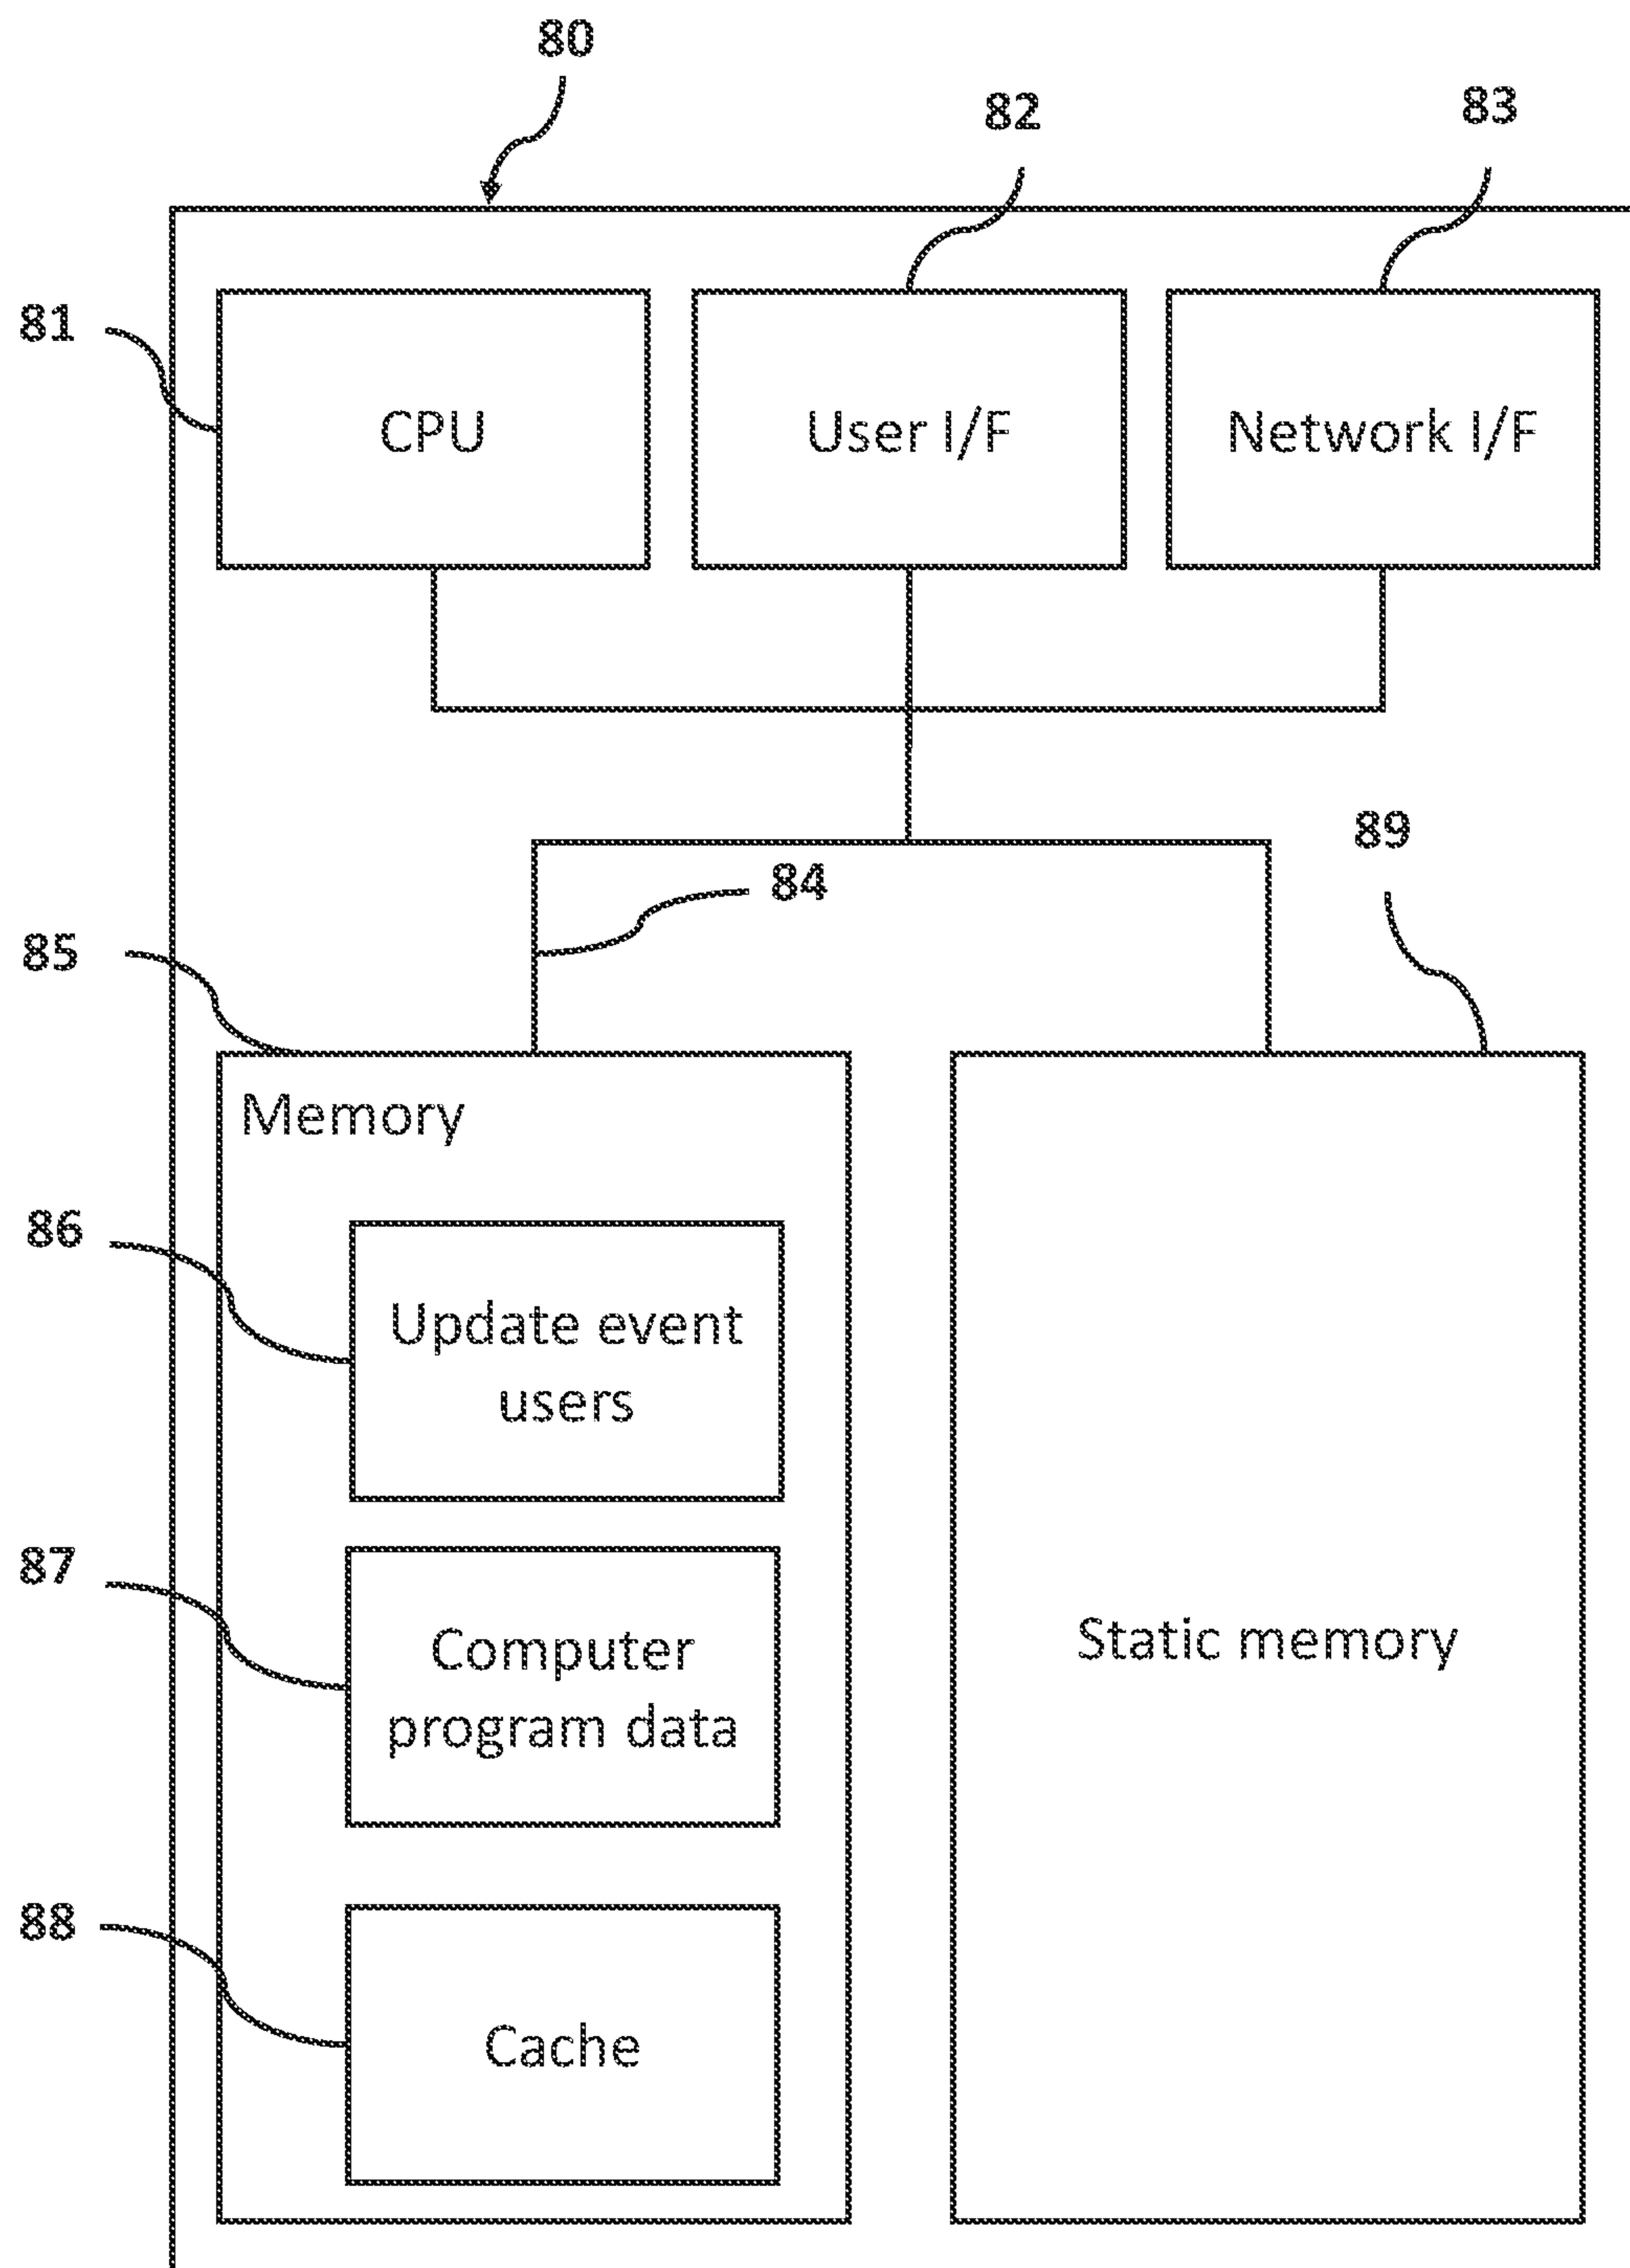 80
82
83
81
CPU
User I/F
Network I/F
89
84
85
Memory
86
Update event
users
87
Computer
program data
Static memory
88
Cache